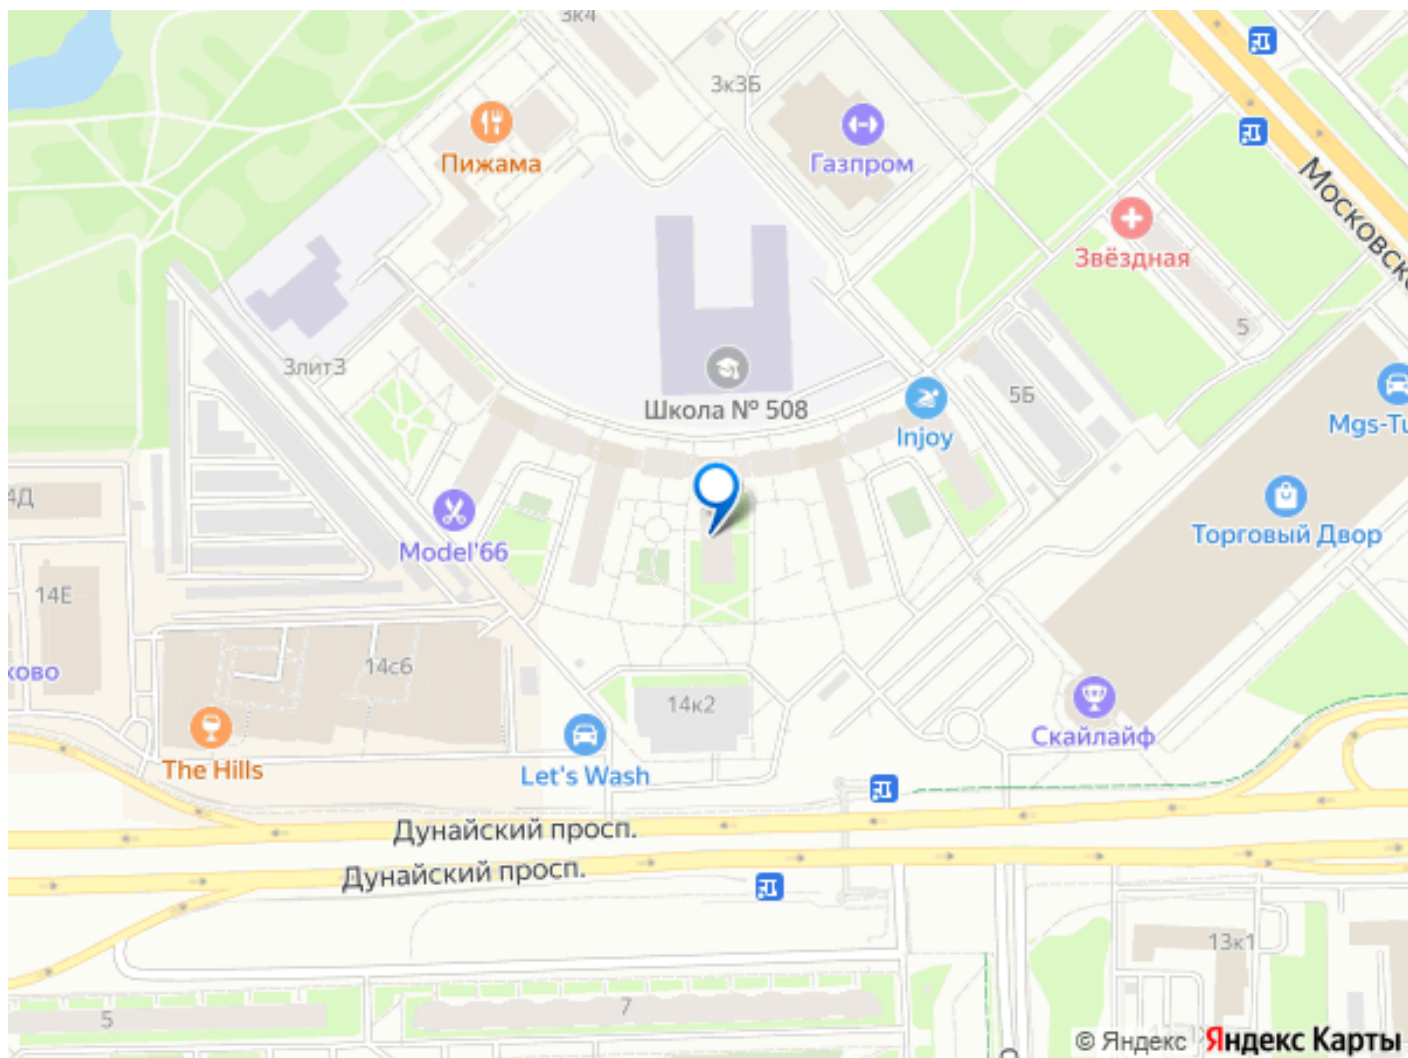 3к4
3к3Б
Пижама
Газпром
Московск
Звёздная
5
3лит3
5Б
Школа № 508
Injoy
Mgs-Tu
4Д
Model'66
Торговый Двор
14Е
14с6
ково
14к2
The Hills
Let's Wash
Скайлайф
Дунайский просп.
Дунайский просп.
13к1
7
5
© Яндекс Яндекс Карты